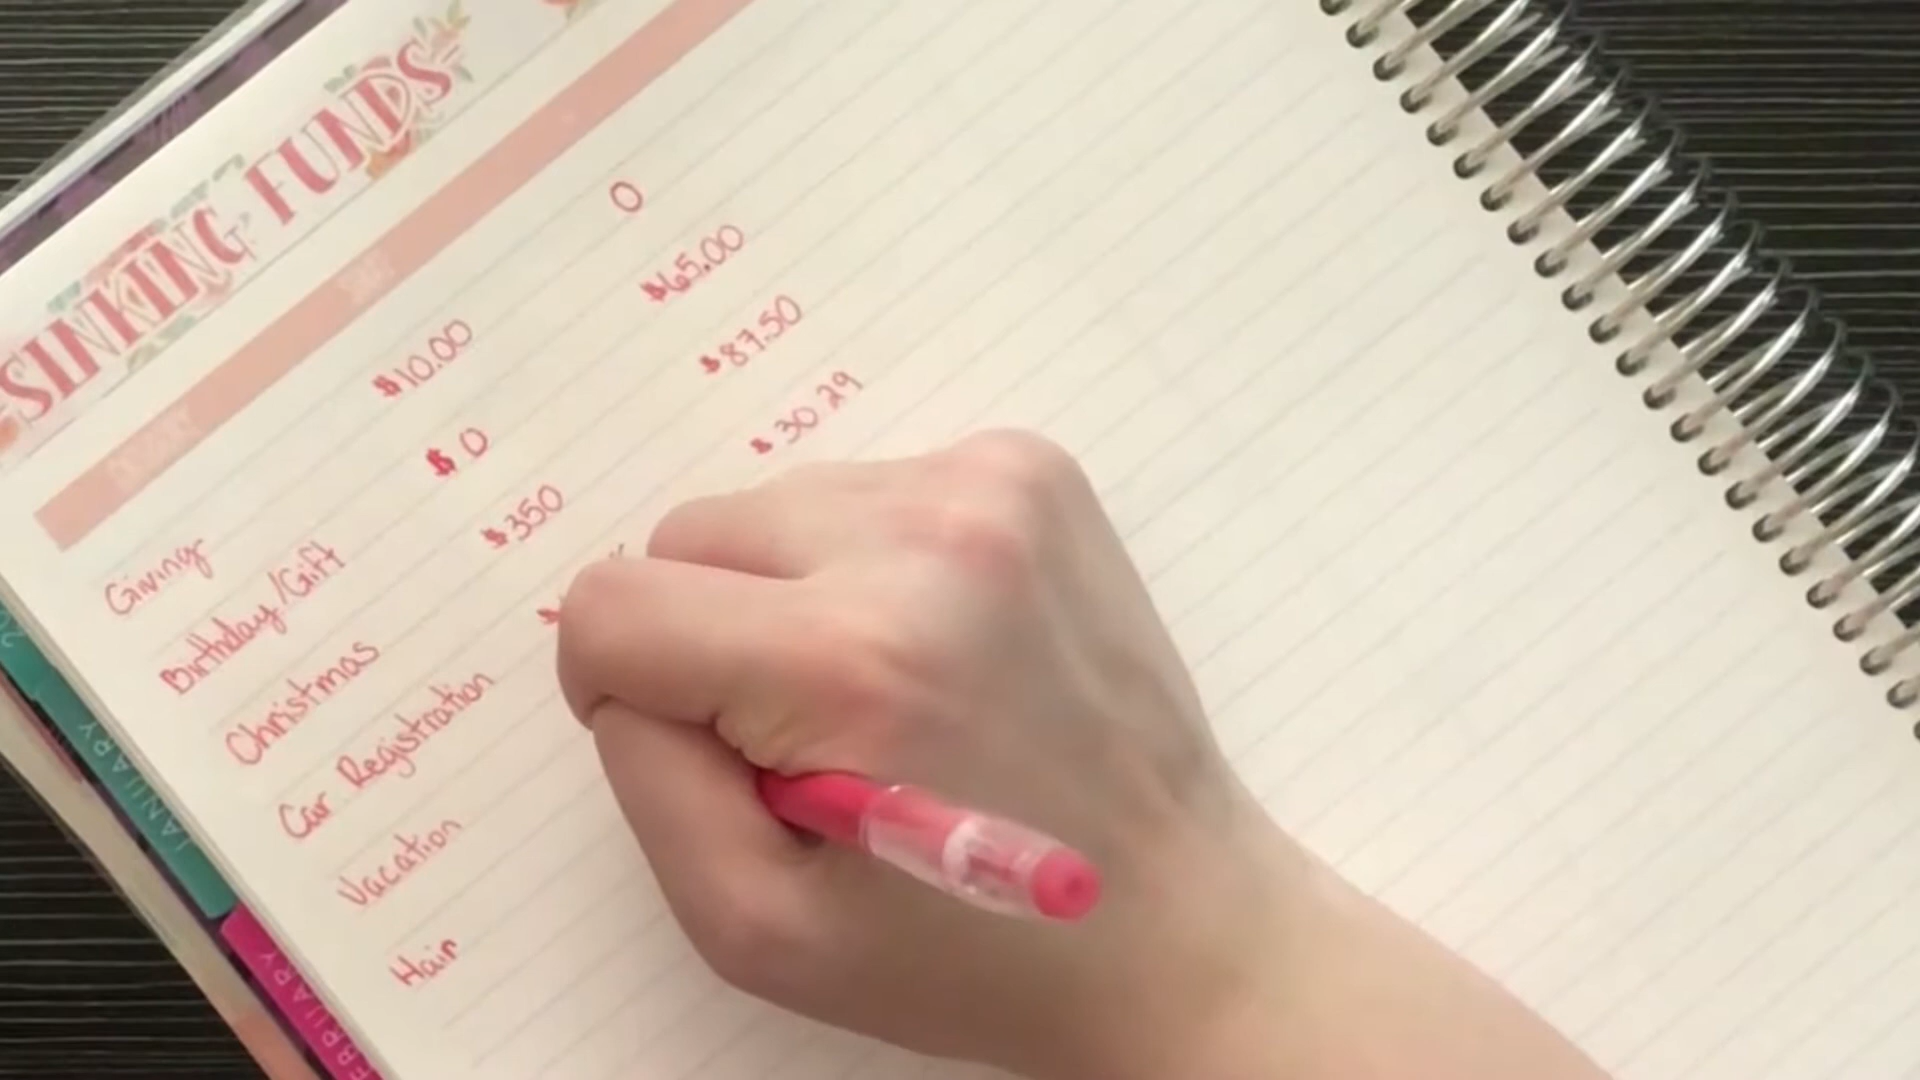 SINKING FUNDS
Giving $10.00 0
Birthday/Gift $0 $65.00
Christmas $350 $87.50
Car Registration $ $30.29
Vacation
Hair
JANUARY